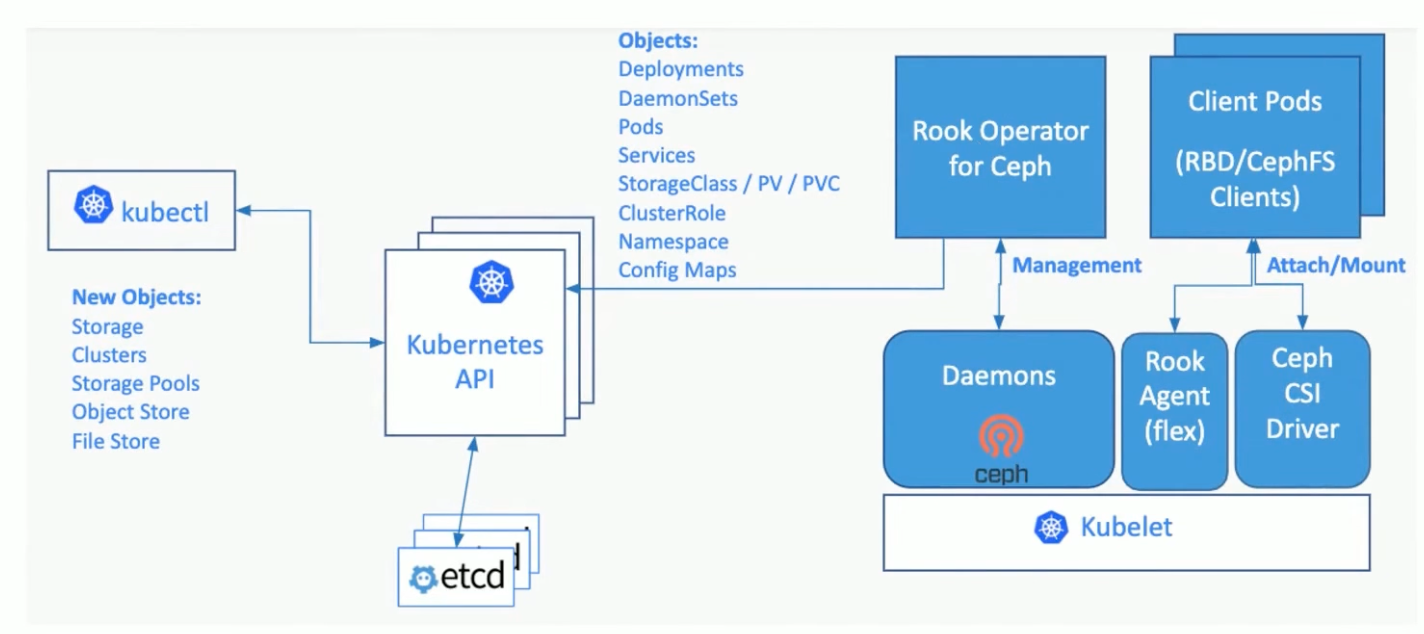 Objects:
Deployments
DaemonSets
Pods
Services
StorageClass / PV / PVC
ClusterRole
Namespace
Config Maps
kubectl
New Objects:
Storage
Clusters
Storage Pools
Object Store
File Store
Kubernetes
API
etcd
Rook Operator
for Ceph
Client Pods
(RBD/CephFS
Clients)
Management
Attach/Mount
Daemons
ceph
Rook
Agent
(flex)
Ceph
CSI
Driver
Kubelet